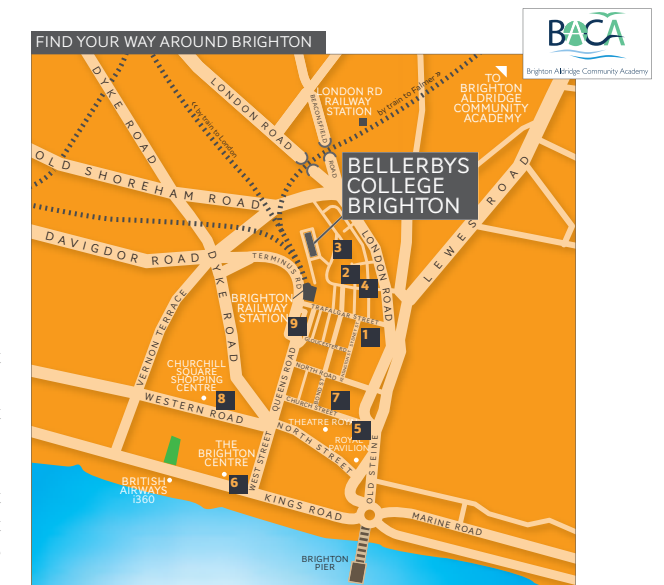 BACA
Brighton Aldridge Community Academy
FIND YOUR WAY AROUND BRIGHTON
DYKE ROAD
LONDON ROAD
BEACONSFIELD ROAD
LONDON RD
RAILWAY
STATION
by train to Falmer »
« by train to London
TO
BRIGHTON
ALDRIDGE
COMMUNITY
ACADEMY
OLD SHOREHAM ROAD
BELLERBYS
COLLEGE
BRIGHTON
LEWES ROAD
DAVIGDOR ROAD
DYKE ROAD
TERMINUS RD
LONDON ROAD
3
2
4
BRIGHTON
RAILWAY
STATION
VERNON TERRACE
TRAFALGAR STREET
9
1
QUEENS ROAD
NORTH ROAD
CHURCHILL
SQUARE
SHOPPING
CENTRE
8
7
WESTERN ROAD
CHURCH STREET
THEATRE
5
NORTH STREET
PAVILION
THE
BRIGHTON
CENTRE
WEST STREET
OLD STEINE
6
BRITISH
AIRWAYS
i360
KINGS ROAD
MARINE ROAD
BRIGHTON
PIER